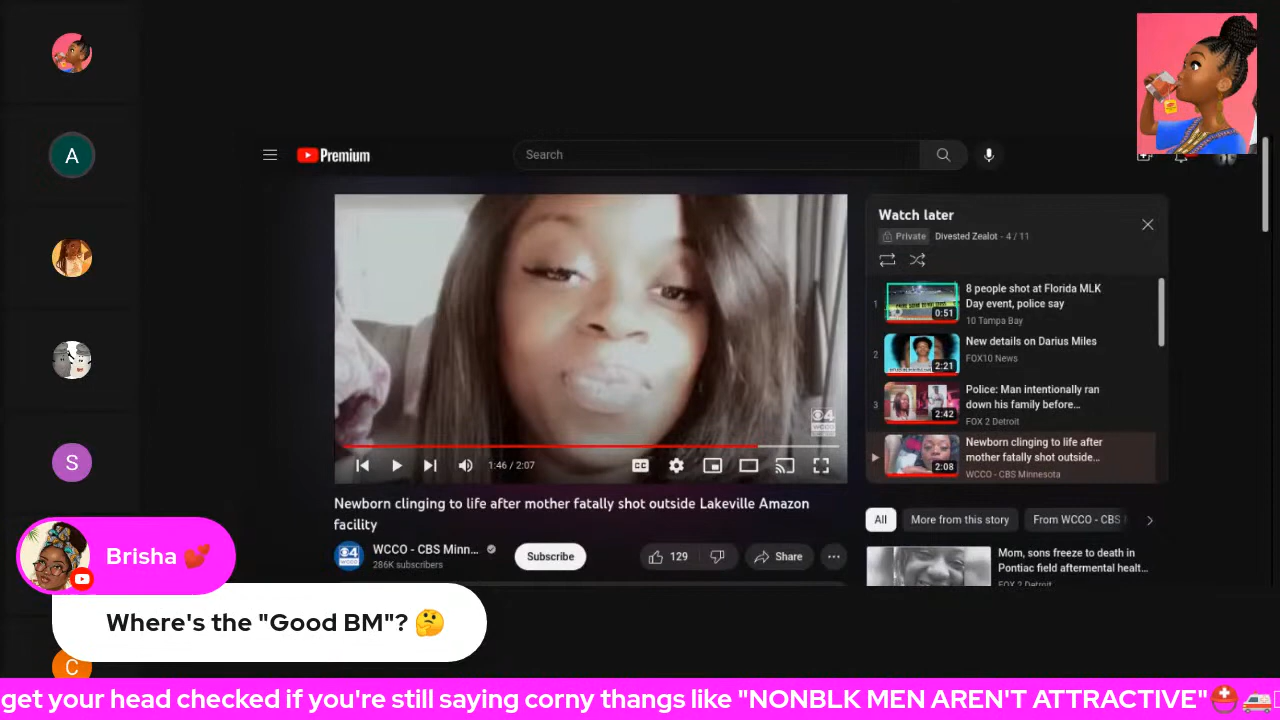 Premium
Search
A
Watch later
Private Divested Zealot - 4 / 11
1
8 people shot at Florida MLK
Day event, police say
10 Tampa Bay
0:51
2
New details on Darius Miles
FOX10 News
2:21
3
Police: Man intentionally ran
down his family before...
FOX 2 Detroit
2:42
Newborn clinging to life after
mother fatally shot outside...
WCCO - CBS Minnesota
2:08
4
WCCO
CC
1:46 / 2:07
S
Newborn clinging to life after mother fatally shot outside Lakeville Amazon
facility
WCCO - CBS Minn...
286K subscribers
Subscribe
129
Share
All
More from this story
From WCCO - CBS
Mom, sons freeze to death in
Pontiac field aftermental healt...
FOX 2 Detroit
Brisha 💕
Where's the "Good BM"? 🤔
C
get your head checked if you're still saying corny thangs like "NONBLK MEN AREN'T ATTRACTIVE"⛑️🚑